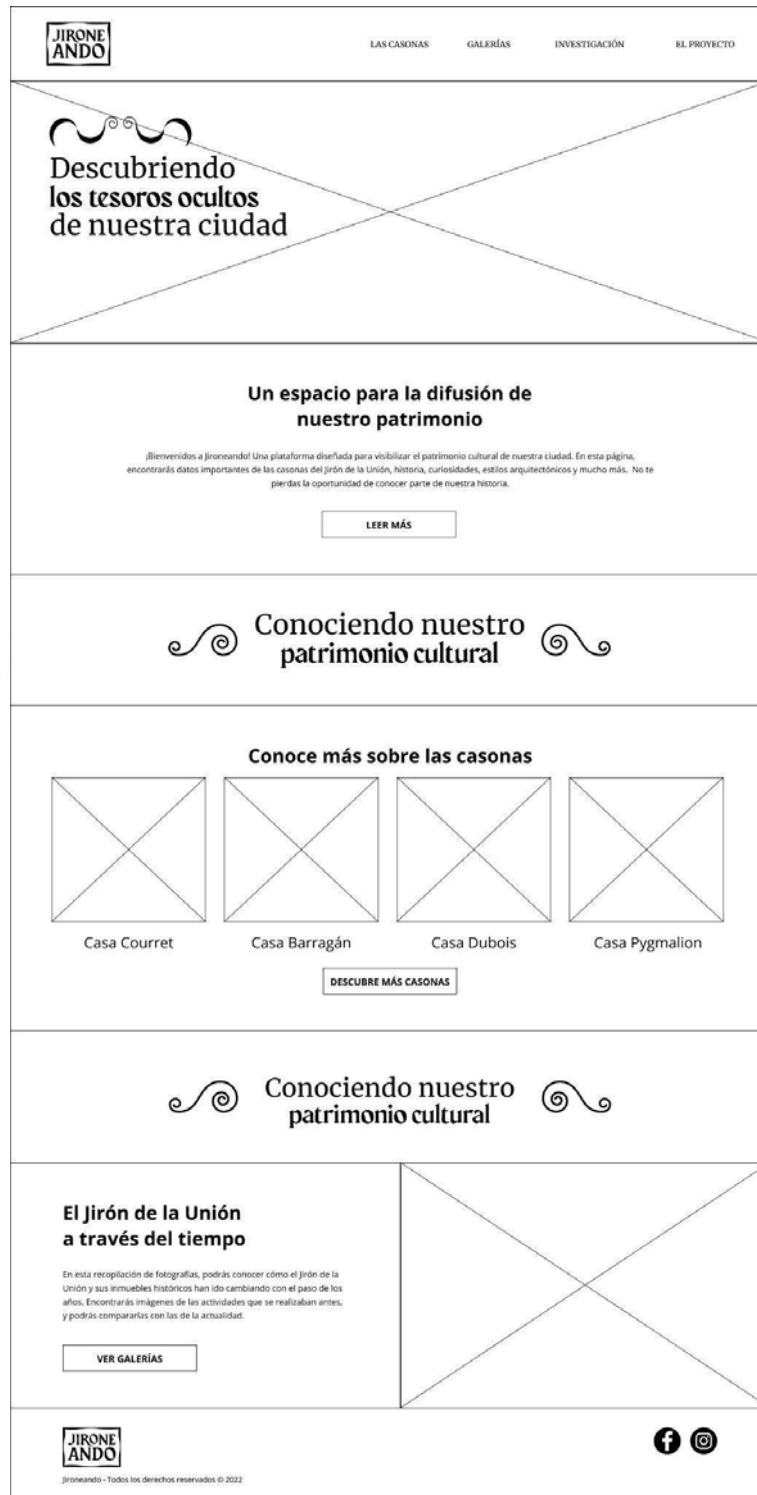 JIRONE
ANDO
LAS CASONAS
GALERÍAS
INVESTIGACIÓN
EL PROYECTO
Descubriendo
los tesoros ocultos
de nuestra ciudad
Un espacio para la difusión de
nuestro patrimonio
¡Bienvenidos a Jironeando! Una plataforma diseñada para visibilizar el patrimonio cultural de nuestra ciudad. En esta página,
encontrarás datos importantes de las casonas del Jirón de la Unión, historia, curiosidades, estilos arquitectónicos y mucho más. No te
pierdas la oportunidad de conocer parte de nuestra historia.
LEER MÁS
Conociendo nuestro
patrimonio cultural
Conoce más sobre las casonas
Casa Courret
Casa Barragán
Casa Dubois
Casa Pygmalion
DESCUBRE MÁS CASONAS
Conociendo nuestro
patrimonio cultural
El Jirón de la Unión
a través del tiempo
En esta recopilación de fotografías, podrás conocer cómo el Jirón de la
Unión y sus inmuebles históricos han ido cambiando con el paso de los
años. Encontrarás imágenes de las actividades que se realizaban antes,
y podrás compararlas con las de la actualidad.
VER GALERÍAS
JIRONE
ANDO
Jironeando - Todos los derechos reservados © 2022